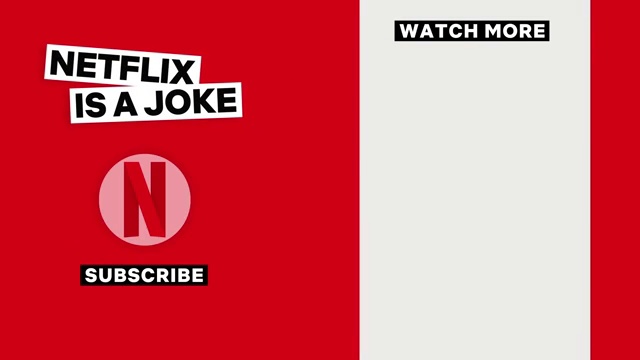 NETFLIX
IS A JOKE
N
SUBSCRIBE
WATCH MORE